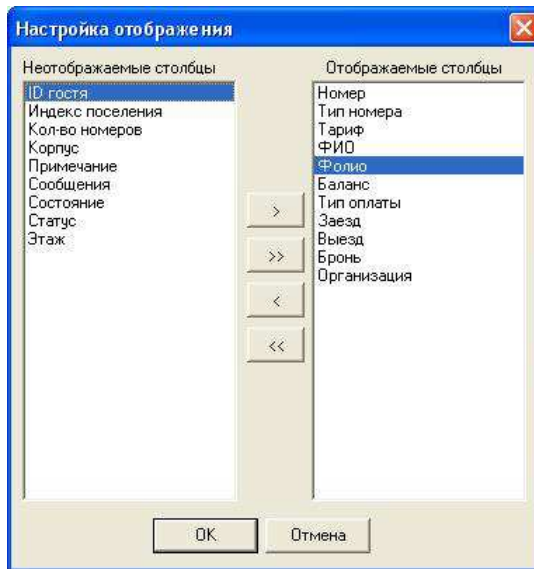 Настройка отображения
Неотображаемые столбцы
ID гостя
Индекс поселения
Кол-во номеров
Корпус
Примечание
Сообщения
Состояние
Статус
Этаж
>
>>
<
<<
Отображаемые столбцы
Номер
Тип номера
Тариф
ФИО
Фолио
Баланс
Тип оплаты
Заезд
Выезд
Бронь
Организация
OK
Отмена